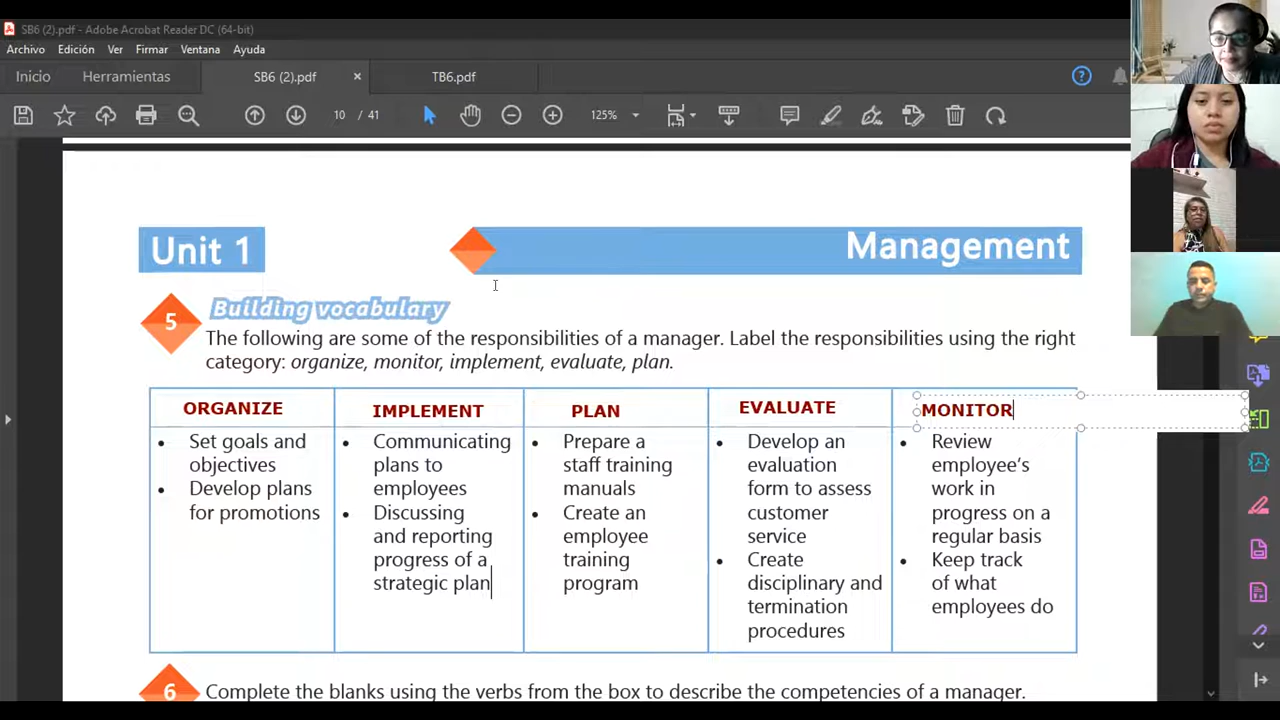 SB6 (2).pdf - Adobe Acrobat Reader DC (64-bit)
Archivo Edición Ver Firmar Ventana Ayuda
Inicio Herramientas SB6 (2).pdf × TB6.pdf
10 / 41 125%
Unit 1
Management
5 Building vocabulary
The following are some of the responsibilities of a manager. Label the responsibilities using the right
category: organize, monitor, implement, evaluate, plan.
ORGANIZE
• Set goals and
objectives
• Develop plans
for promotions
IMPLEMENT
• Communicating
plans to
employees
• Discussing
and reporting
progress of a
strategic plan
PLAN
• Prepare a
staff training
manuals
• Create an
employee
training
program
EVALUATE
• Develop an
evaluation
form to assess
customer
service
• Create
disciplinary and
termination
procedures
MONITOR
• Review
employee's
work in
progress on a
regular basis
• Keep track
of what
employees do
6 Complete the blanks using the verbs from the box to describe the competencies of a manager.